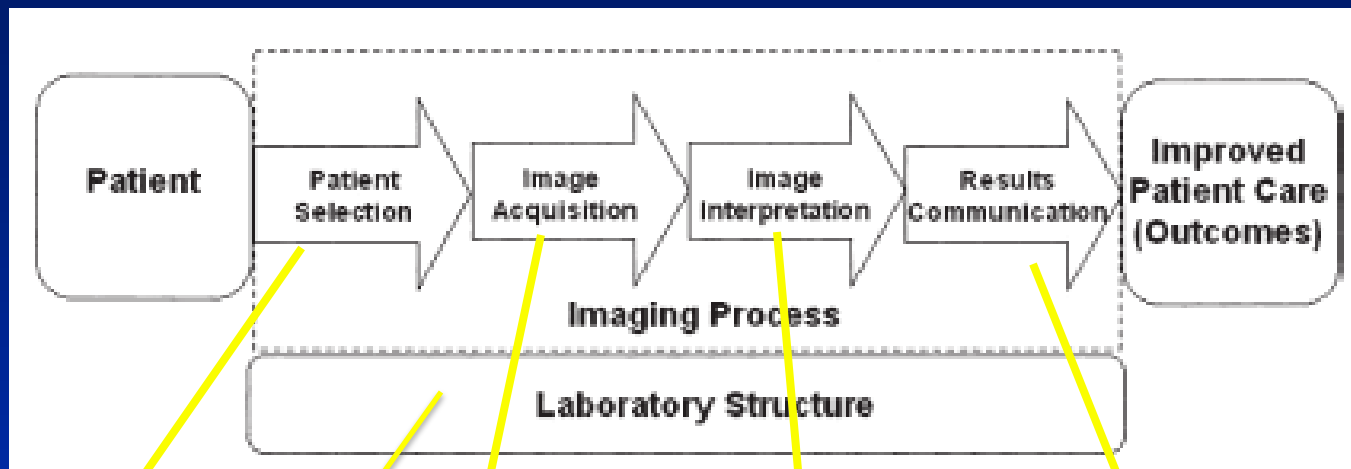 Patient
Patient
Selection
Image
Acquisition
Image
Interpretation
Results
Communication
Improved
Patient Care
(Outcomes)
Imaging Process
Laboratory Structure